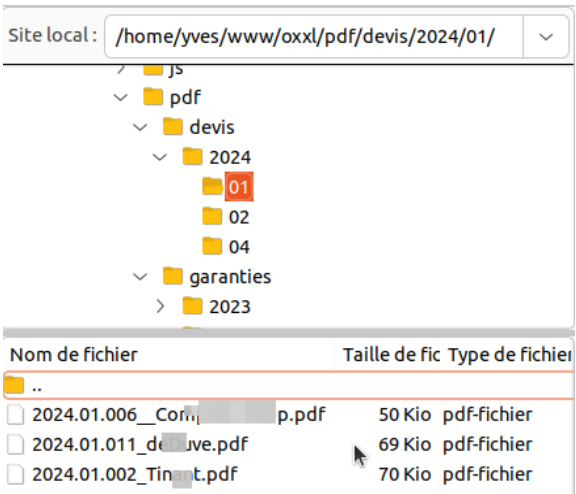 Site local : /home/yves/www/oxxl/pdf/devis/2024/01/
js
pdf
devis
2024
01
02
04
garanties
2023
Nom de fichier Taille de fic Type de fichier
..
2024.01.006__Com p.pdf 50 Kio pdf-fichier
2024.01.011_de uve.pdf 69 Kio pdf-fichier
2024.01.002_Tin t.pdf 70 Kio pdf-fichier